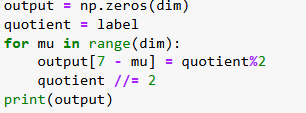 output = np.zeros(dim)
quotient = label
for mu in range(dim):
    output[7 - mu] = quotient%2
    quotient //= 2
print(output)